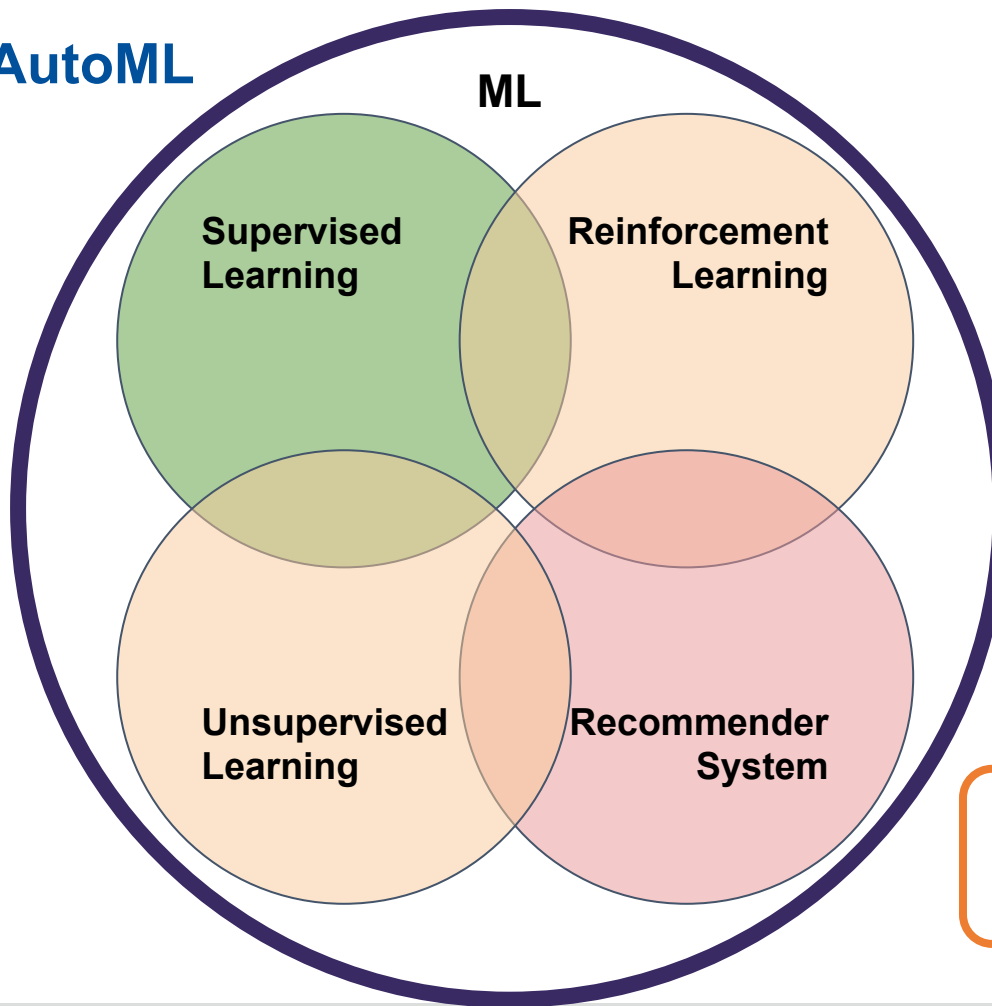 AutoML
ML
Supervised
Learning
Reinforcement
Learning
Unsupervised
Learning
Recommender
System